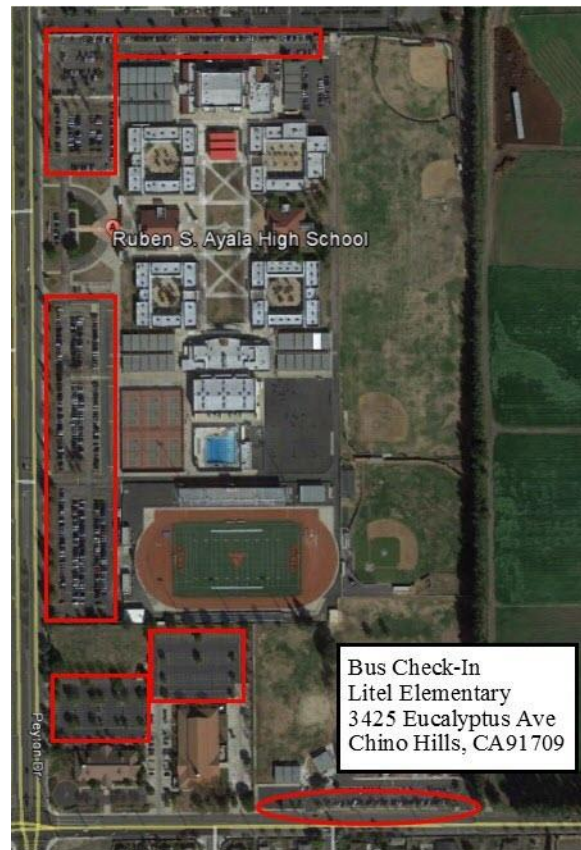 A
Ruben S. Ayala High School
Peyton Dr
Bus Check-In
Litel Elementary
3425 Eucalyptus Ave
Chino Hills, CA91709